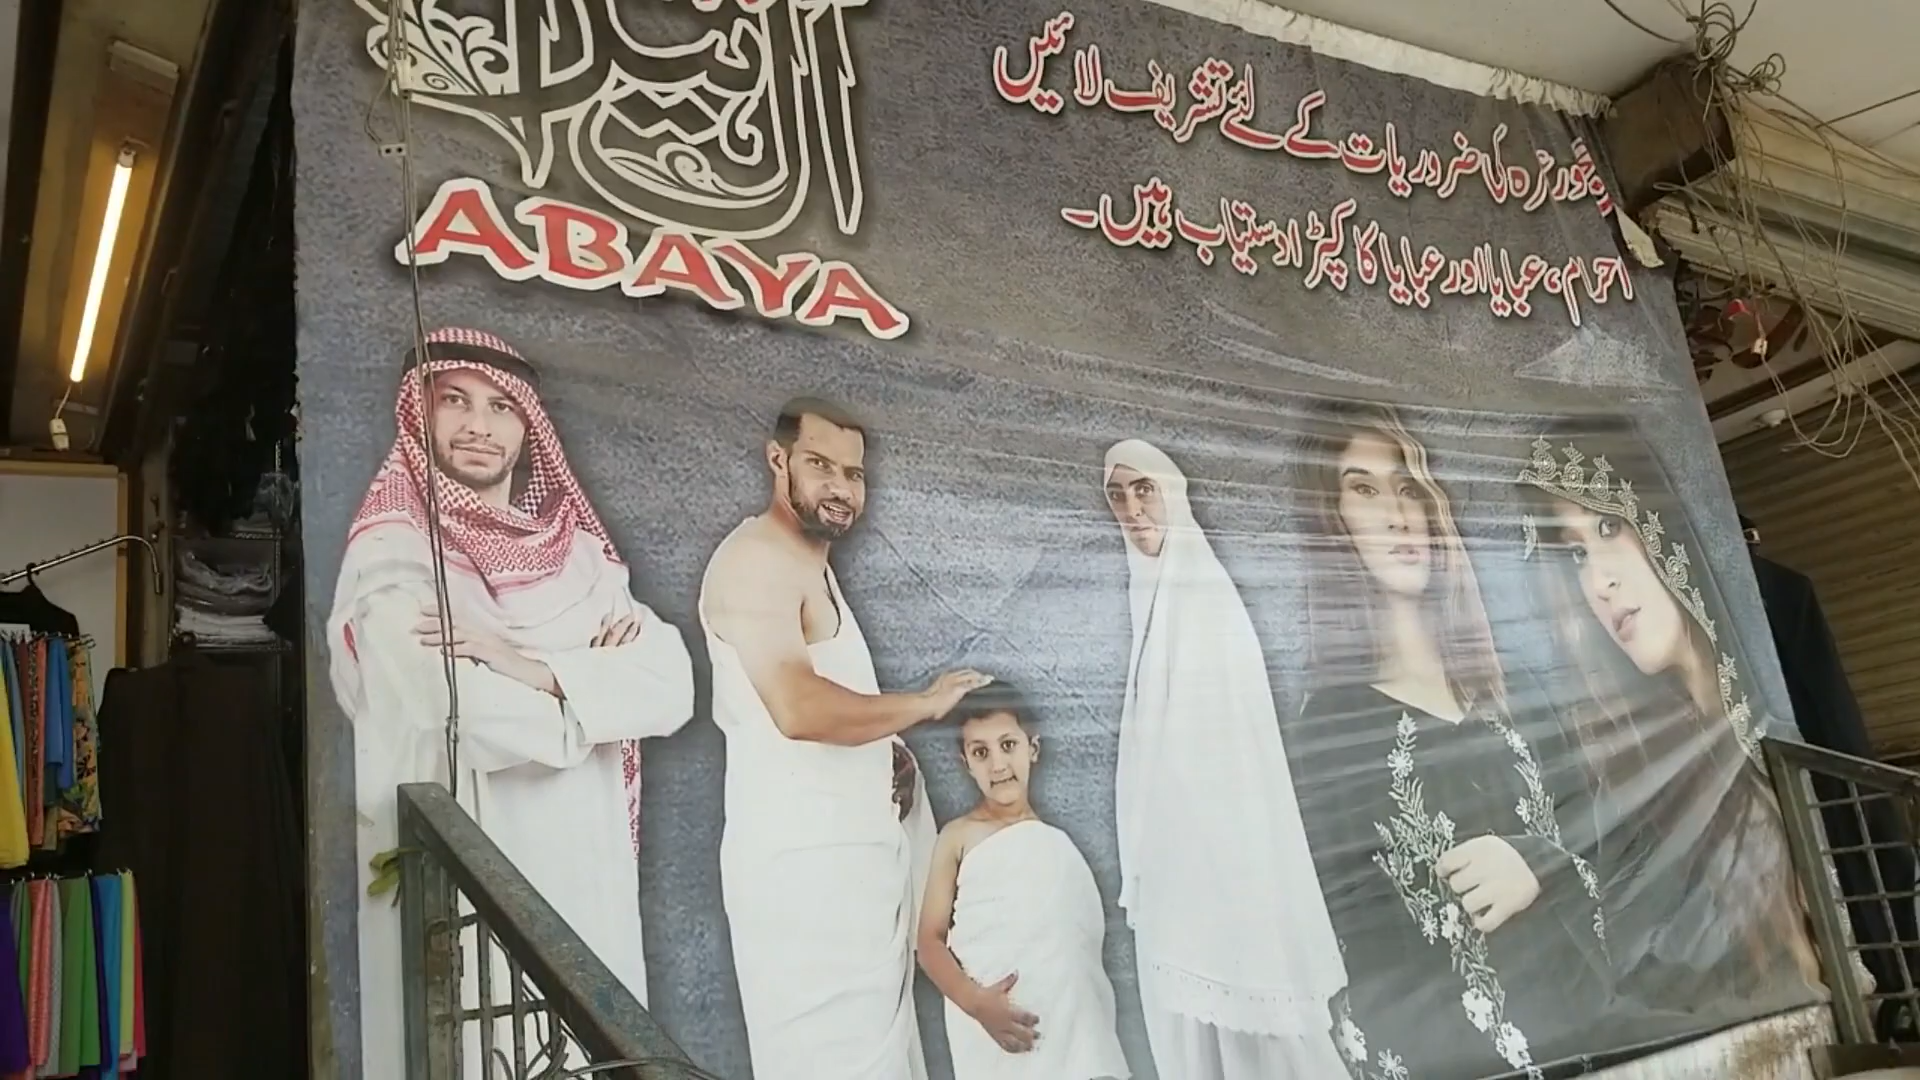 ABAYA
حج و عمرہ کی ضروریات کے لئے تشریف لائیں
احرام، عبایا اور عبایا کا کپڑا دستیاب ہیں۔